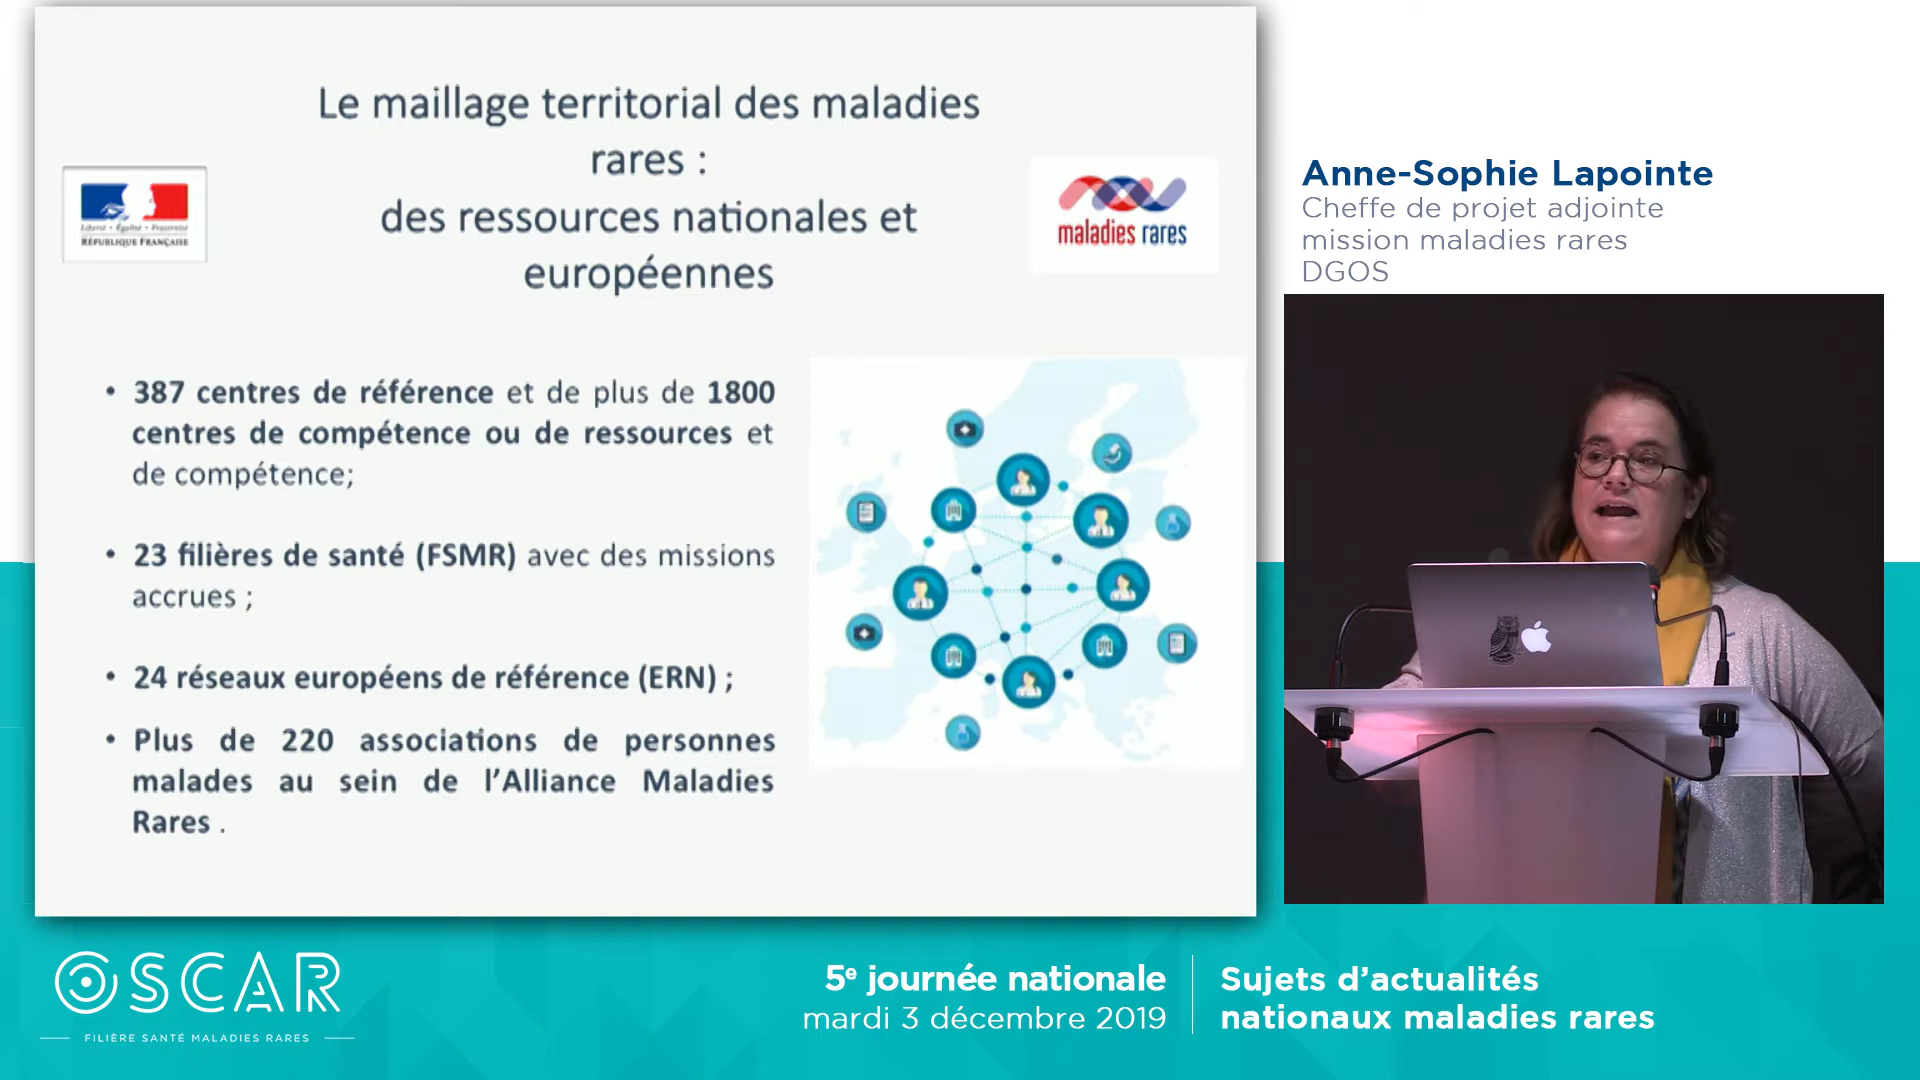 Le maillage territorial des maladies
rares :
des ressources nationales et
européennes
Liberté • Égalité • Fraternité
RÉPUBLIQUE FRANÇAISE
maladies rares
• 387 centres de référence et de plus de 1800
centres de compétence ou de ressources et
de compétence;
• 23 filières de santé (FSMR) avec des missions
accrues ;
• 24 réseaux européens de référence (ERN) ;
• Plus de 220 associations de personnes
malades au sein de l’Alliance Maladies
Rares .
Anne-Sophie Lapointe
Cheffe de projet adjointe
mission maladies rares
DGOS
OSCAR
FILIÈRE SANTÉ MALADIES RARES
5e journée nationale
mardi 3 décembre 2019
Sujets d’actualités
nationaux maladies rares